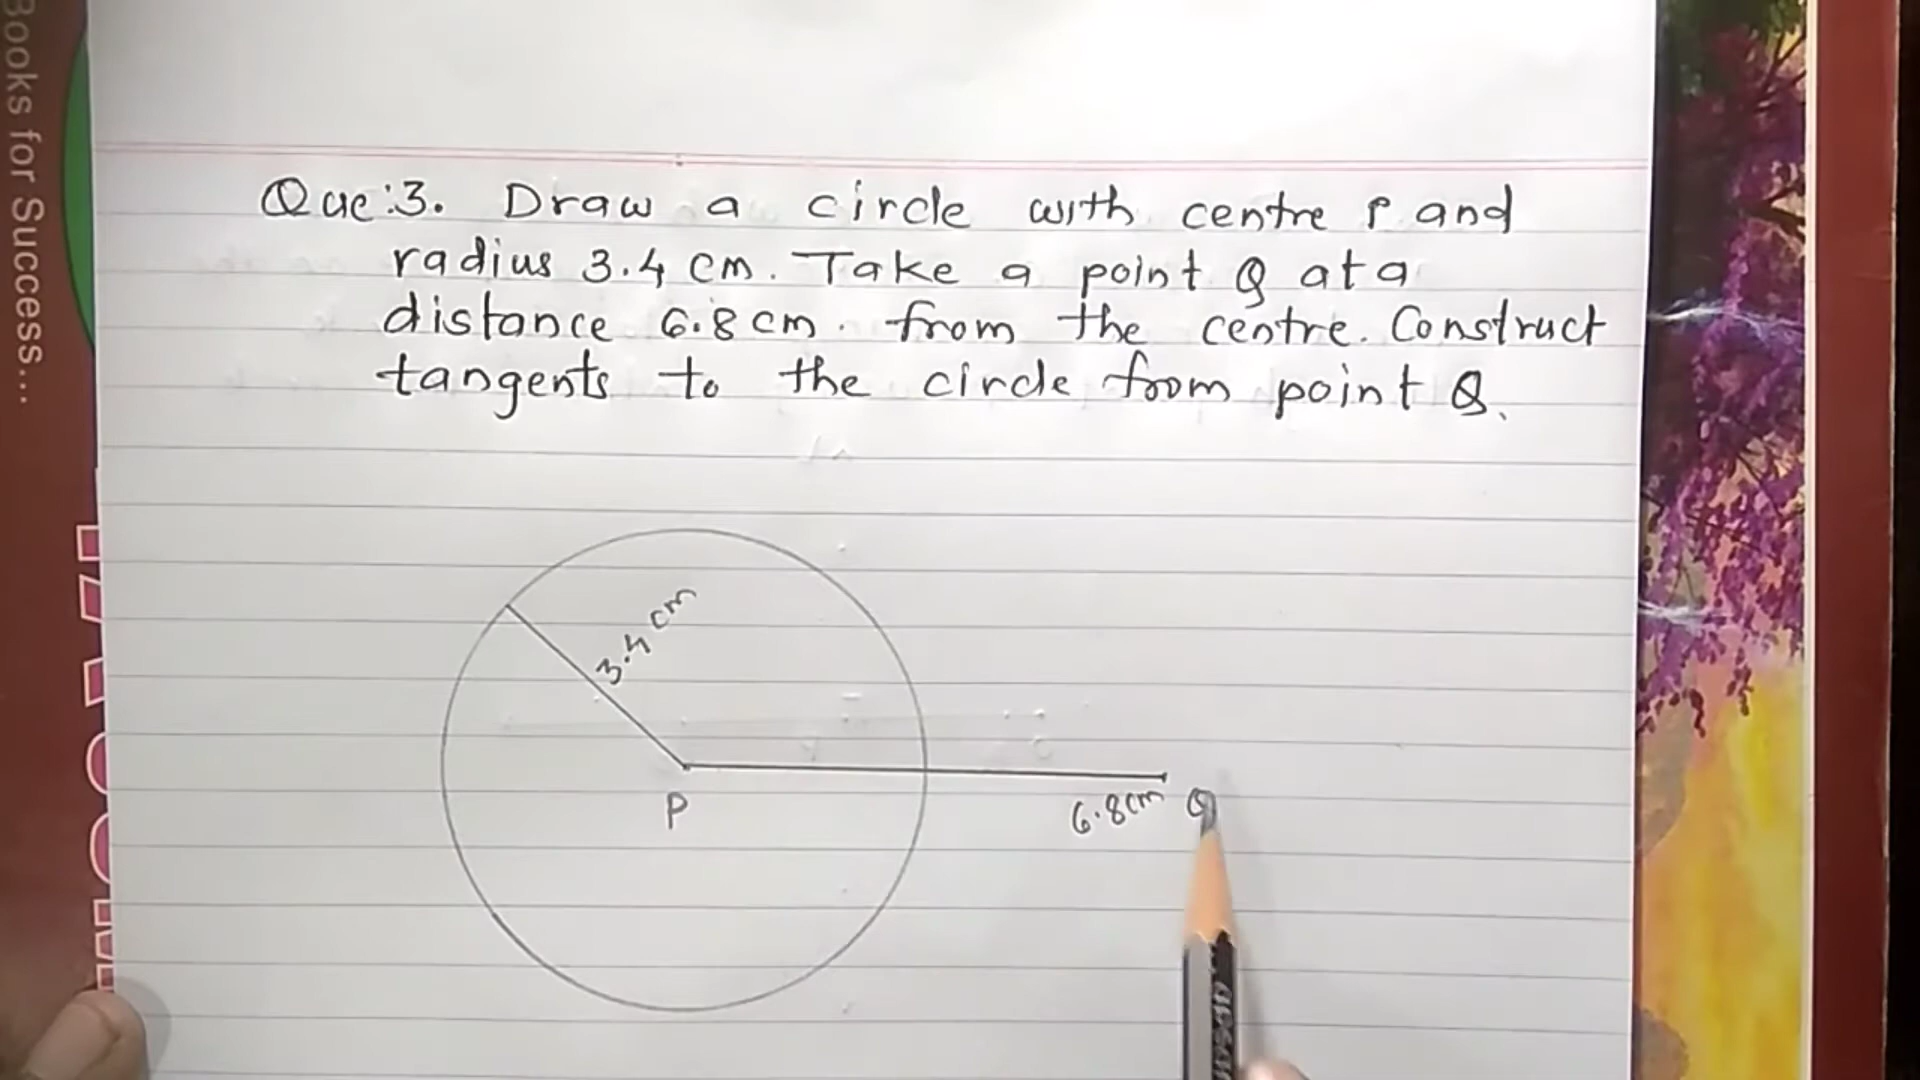 Books for Success...
Que:3. Draw a circle with centre P and
radius 3.4 cm. Take a point Q at a
distance 6.8 cm. from the centre. Construct
tangents to the circle from point Q.
3.4 cm
P
6.8cm Q